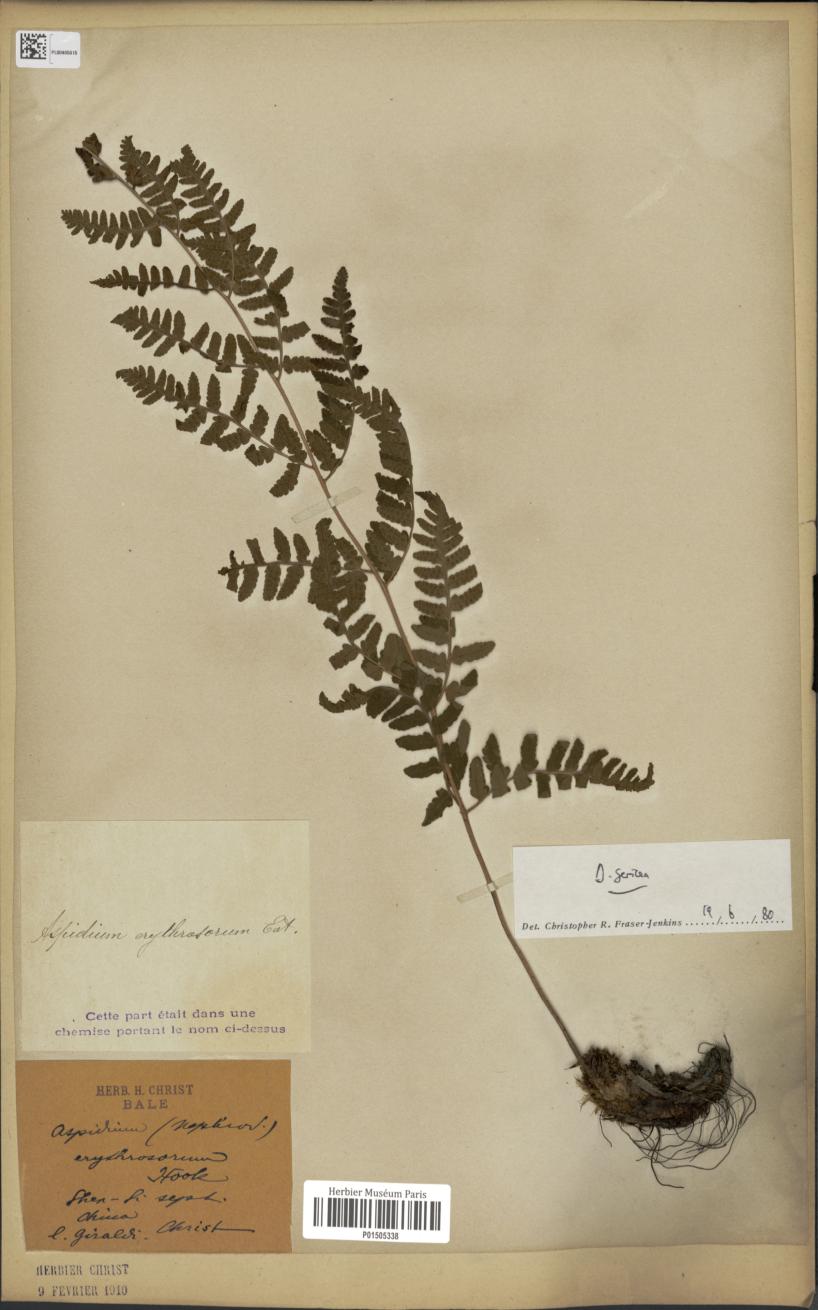 Aspidium erythrosorum Eat.
Cette part était dans une
chemise portant le nom ci-dessus
HERB. H. CHRIST
BALE
Aspidium (Nephrod.)
erythrosorum
Hook
Shen-si sept.
China
l. Giraldi. Christ
HERBIER CHRIST
9 FEVRIER 1910
Herbier Muséum Paris
P01505338
D.
Det. Christopher R. Fraser-Jenkins 19/6/80